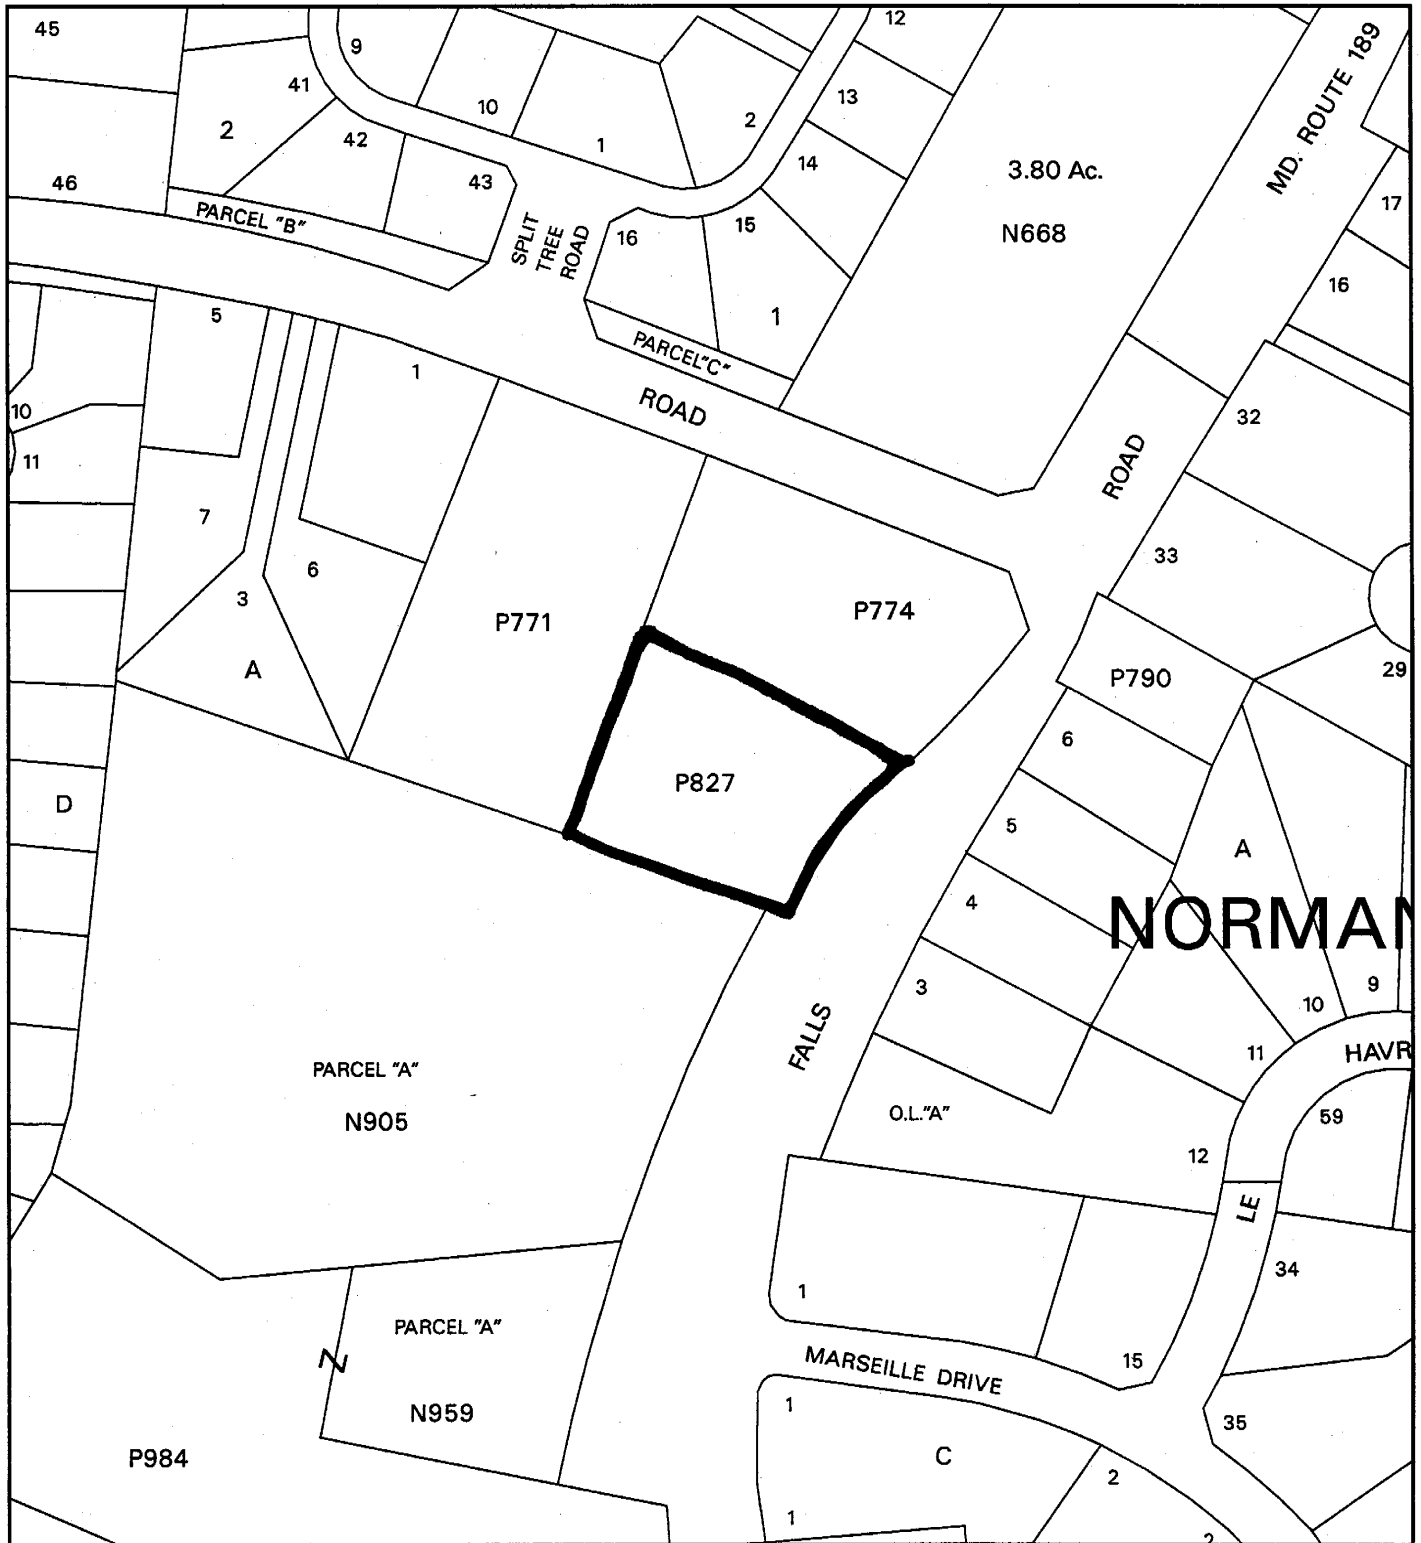 45
9
12
41
10
13
2
42
1
2
14
3.80 Ac.
MD. ROUTE 189
46
43
PARCEL "B"
SPLIT
TREE
ROAD
16
15
N668
17
16
5
1
PARCEL"C"
1
ROAD
10
32
11
ROAD
7
33
6
3
P771
P774
A
P790
29
6
D
P827
5
A
4
NORMAN
3
10
9
FALLS
11
HAVR
PARCEL "A"
N905
O.L."A"
59
12
LE
34
1
PARCEL "A"
Z
MARSEILLE DRIVE
15
N959
1
35
P984
C
2
1
2